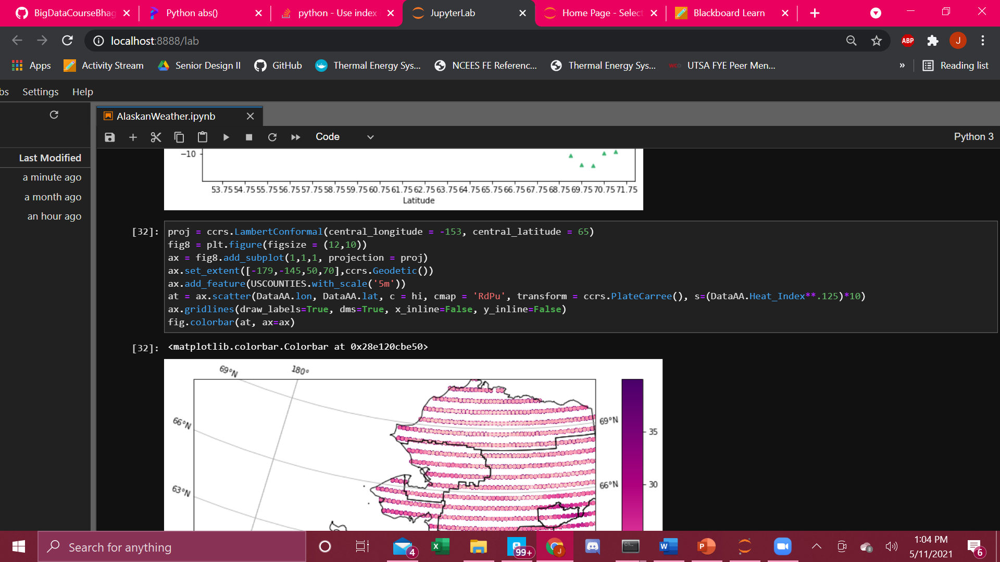 BigDataCourseBhag
Python abs()
python - Use index
JupyterLab
Home Page - Select
Blackboard Learn
localhost:8888/lab
ABP
J
Apps
Activity Stream
Senior Design II
GitHub
Thermal Energy Sys...
NCEES FE Referenc...
Thermal Energy Sys...
UTSA FYE Peer Men...
»
Reading list
bs
Settings
Help
AlaskanWeather.ipynb
Code
Python 3
Last Modified
a minute ago
a month ago
an hour ago
−10
53.75 54.75 55.75 56.75 57.75 58.75 59.75 60.75 61.75 62.75 63.75 64.75 65.75 66.75 67.75 68.75 69.75 70.75 71.75
Latitude
[32]:
proj = ccrs.LambertConformal(central_longitude = -153, central_latitude = 65)
fig8 = plt.figure(figsize = (12,10))
ax = fig8.add_subplot(1,1,1, projection = proj)
ax.set_extent([-179,-145,50,70],ccrs.Geodetic())
ax.add_feature(USCOUNTIES.with_scale('5m'))
at = ax.scatter(DataAA.lon, DataAA.lat, c = hi, cmap = 'RdPu', transform = ccrs.PlateCarree(), s=(DataAA.Heat_Index**.125)*10)
ax.gridlines(draw_labels=True, dms=True, x_inline=False, y_inline=False)
fig.colorbar(at, ax=ax)
[32]:
<matplotlib.colorbar.Colorbar at 0x28e120cbe50>
69°N
180°
66°N
69°N
35
63°N
66°N
30
Search for anything
4
99+
J
1:04 PM
5/11/2021
6